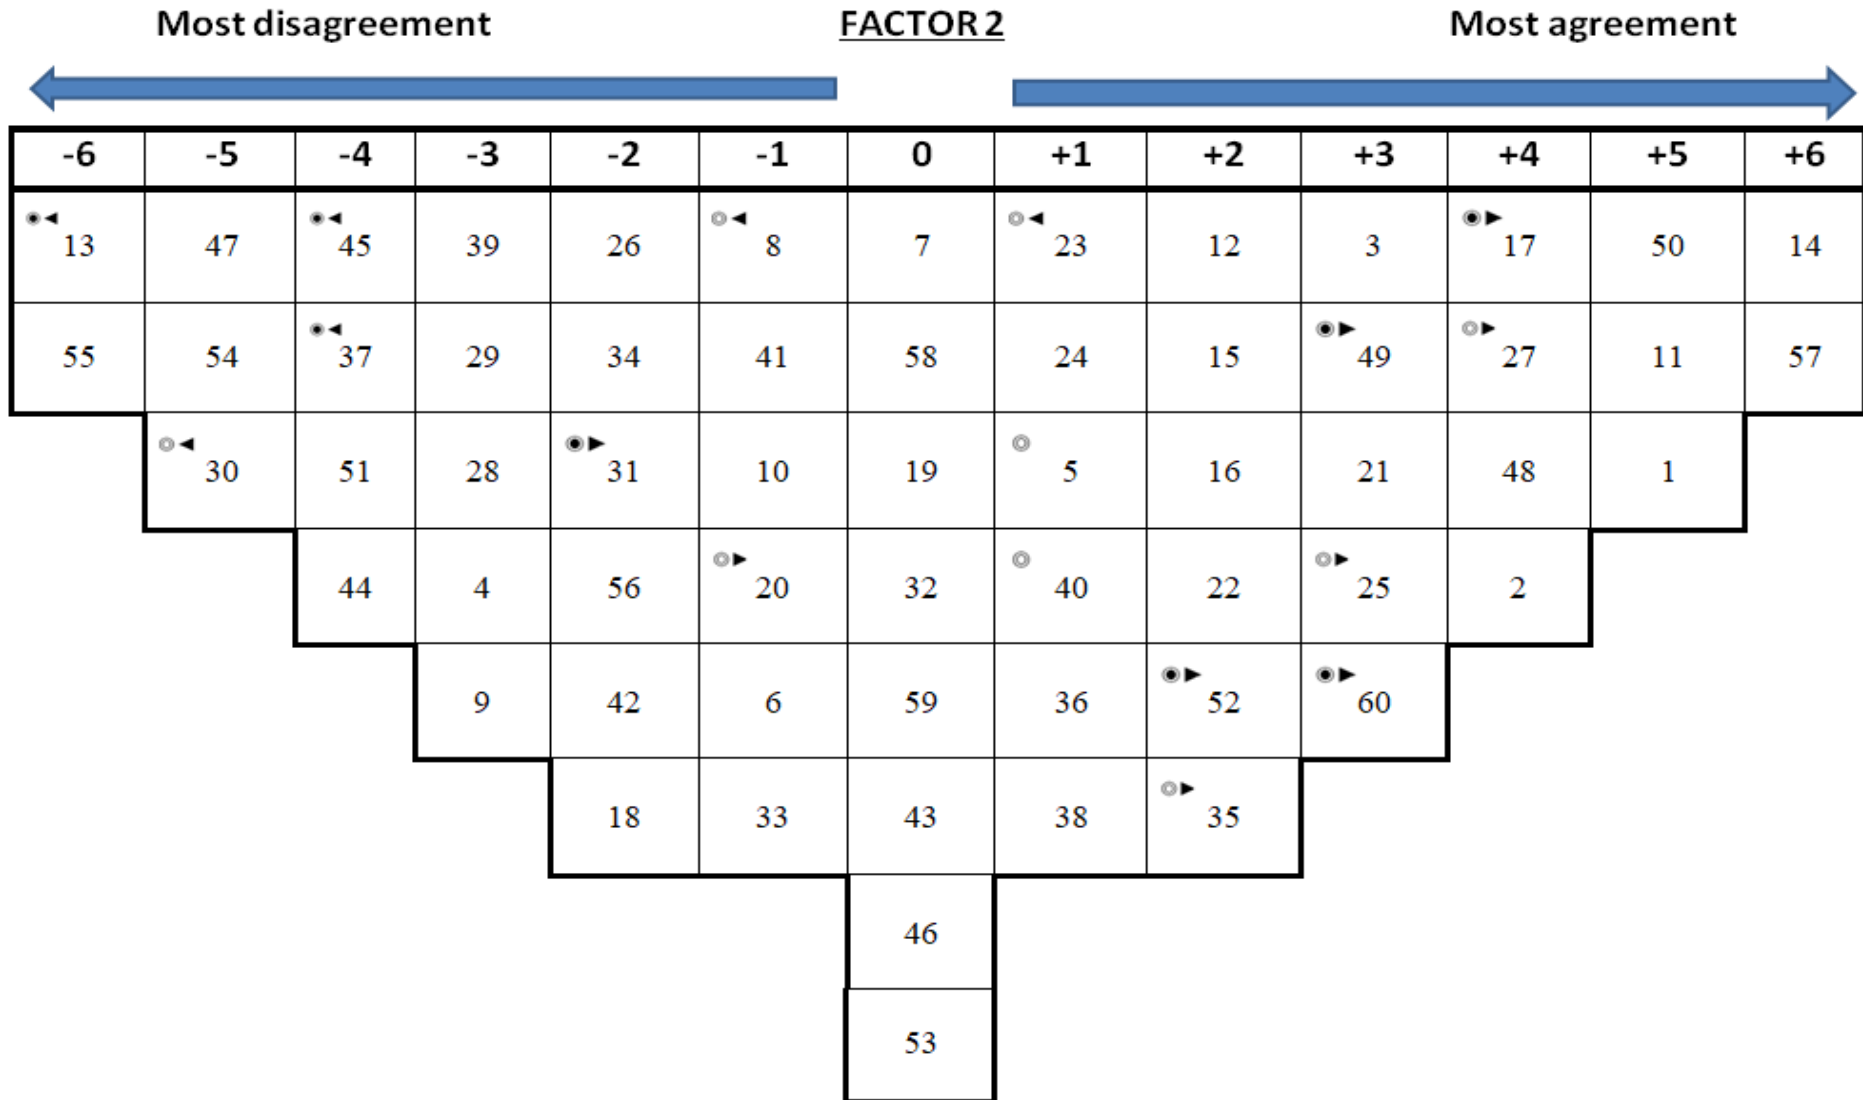 Most disagreement FACTOR 2 Most agreement
-6 -5 -4 -3 -2 -1 0 +1 +2 +3 +4 +5 +6
13 47 45 39 26 8 7 23 12 3 17 50 14
55 54 37 29 34 41 58 24 15 49 27 11 57
30 51 28 31 10 19 5 16 21 48 1
44 4 56 20 32 40 22 25 2
9 42 6 59 36 52 60
18 33 43 38 35
46
53